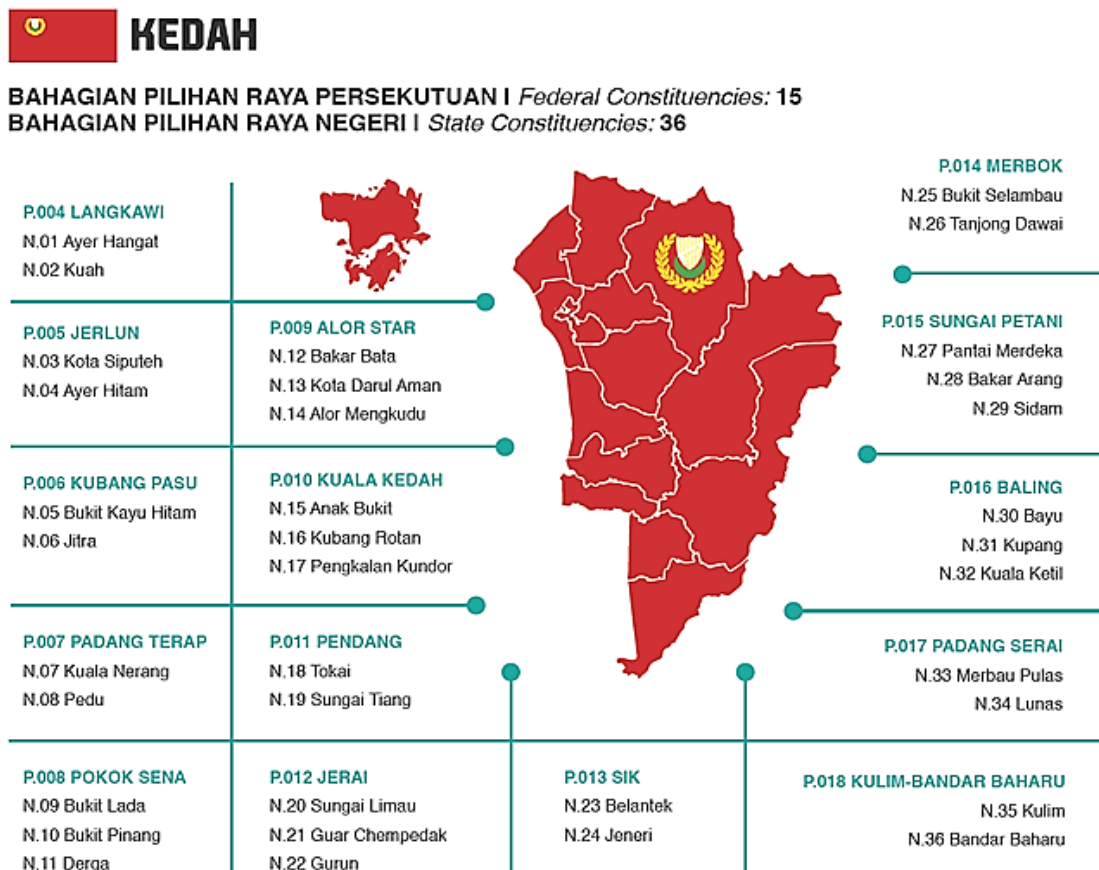 KEDAH
BAHAGIAN PILIHAN RAYA PERSEKUTUAN I Federal Constituencies: 15
BAHAGIAN PILIHAN RAYA NEGERI I State Constituencies: 36
P.004 LANGKAWI
N.01 Ayer Hangat
N.02 Kuah
P.005 JERLUN
N.03 Kota Siputeh
N.04 Ayer Hitam
P.006 KUBANG PASU
N.05 Bukit Kayu Hitam
N.06 Jitra
P.007 PADANG TERAP
N.07 Kuala Nerang
N.08 Pedu
P.008 POKOK SENA
N.09 Bukit Lada
N.10 Bukit Pinang
N.11 Derga
P.009 ALOR STAR
N.12 Bakar Bata
N.13 Kota Darul Aman
N.14 Alor Mengkudu
P.010 KUALA KEDAH
N.15 Anak Bukit
N.16 Kubang Rotan
N.17 Pengkalan Kundor
P.011 PENDANG
N.18 Tokai
N.19 Sungai Tiang
P.012 JERAI
N.20 Sungai Limau
N.21 Guar Chempedak
N.22 Gurun
P.013 SIK
N.23 Belantek
N.24 Jeneri
P.014 MERBOK
N.25 Bukit Selambau
N.26 Tanjong Dawai
P.015 SUNGAI PETANI
N.27 Pantai Merdeka
N.28 Bakar Arang
N.29 Sidam
P.016 BALING
N.30 Bayu
N.31 Kupang
N.32 Kuala Ketil
P.017 PADANG SERAI
N.33 Merbau Pulas
N.34 Lunas
P.018 KULIM-BANDAR BAHARU
N.35 Kulim
N.36 Bandar Baharu